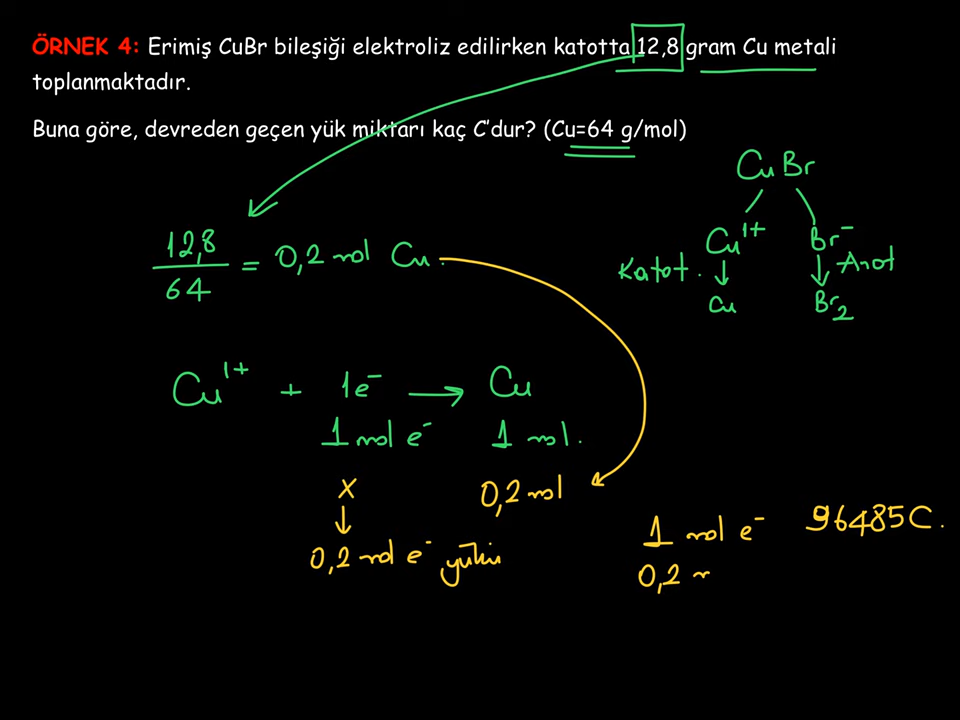 ÖRNEK 4: Erimiş CuBr bileşiği elektroliz edilirken katotta 12,8 gram Cu metali
toplanmaktadır.
Buna göre, devreden geçen yük miktarı kaç C'dur? (Cu=64 g/mol)
CuBr
Cu¹⁺ Br⁻
Katot. Anot
Cu Br₂
12,8
64
= 0,2 mol Cu.
Cu¹⁺ + 1e⁻ → Cu
1 mol e⁻ 1 mol.
x 0,2 mol
0,2 mol e⁻ yükü
1 mol e⁻ 96485C.
0,2